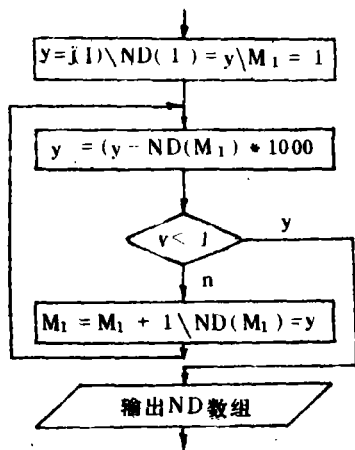 y=j(I)\ND(1)=y\M₁=1
y =(y-ND(M₁)*1000
y<1
y
n
M₁=M₁+1\ND(M₁)=y
输出ND数组